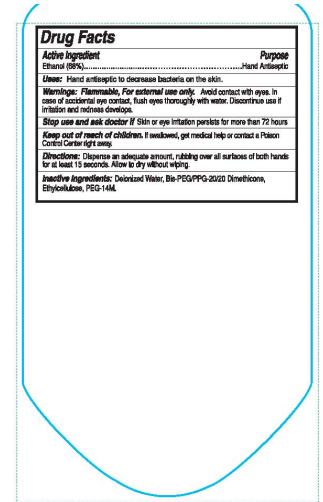 Drug Facts
Active Ingredient Purpose
Ethanol (68%)..........................................................Hand Antiseptic
Uses: Hand antiseptic to decrease bacteria on the skin.
Warnings: Flammable, For external use only. Avoid contact with eyes. In
case of accidental eye contact, flush eyes thoroughly with water. Discontinue use if
irritation and redness develops.
Stop use and ask doctor if Skin or eye irritation persists for more than 72 hours
Keep out of reach of children. If swallowed, get medical help or contact a Poison
Control Center right away.
Directions: Dispense an adequate amount, rubbing over all surfaces of both hands
for at least 15 seconds. Allow to dry without wiping.
Inactive Ingredients: Deionized Water, Bis-PEG/PPG-20/20 Dimethicone,
Ethylcellulose, PEG-14M.